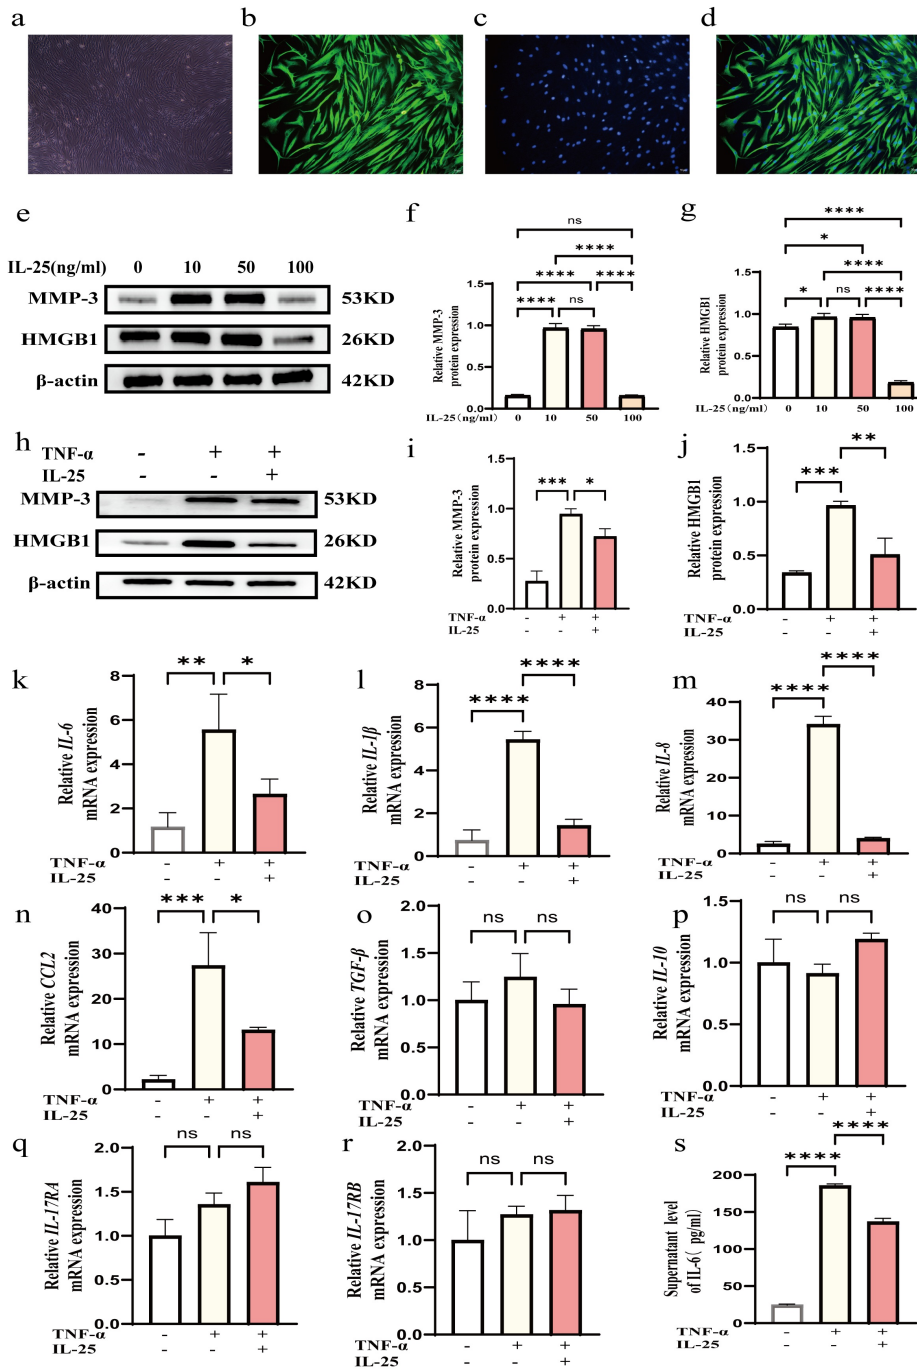 a b c d
e
IL-25(ng/ml) 0 10 50 100
MMP-3 53KD
HMGB1 26KD
β-actin 42KD
f
ns
****
**** ****
**** ns
Relative MMP-3
protein expression
1.5
1.0
0.5
0.0
IL-25(ng/ml) 0 10 50 100
g
****
*
****
* ns ****
Relative HMGB1
protein expression
1.5
1.0
0.5
0.0
IL-25(ng/ml) 0 10 50 100
h
TNF-α - + +
IL-25 - - +
MMP-3 53KD
HMGB1 26KD
β-actin 42KD
i
*** *
Relative MMP-3
protein expression
1.5
1.0
0.5
0.0
TNF-α - + +
IL-25 - - +
j
*** **
Relative HMGB1
protein expression
1.5
1.0
0.5
0.0
TNF-α - + +
IL-25 - - +
k
** *
Relative IL-6
mRNA expression
8
6
4
2
0
TNF-α - + +
IL-25 - - +
l
**** ****
Relative IL-1β
mRNA expression
8
6
4
2
0
TNF-α - + +
IL-25 - - +
m
**** ****
Relative IL-8
mRNA expression
40
30
20
10
0
TNF-α - + +
IL-25 - - +
n
*** *
Relative CCL2
mRNA expression
40
30
20
10
0
TNF-α - + +
IL-25 - - +
o
ns ns
Relative TGF-β
mRNA expression
2.0
1.5
1.0
0.5
0.0
TNF-α - + +
IL-25 - - +
p
ns ns
Relative IL-10
mRNA expression
1.5
1.0
0.5
0.0
TNF-α - + +
IL-25 - - +
q
ns ns
Relative IL-17RA
mRNA expression
2.0
1.5
1.0
0.5
0.0
TNF-α - + +
IL-25 - - +
r
ns ns
Relative IL-17RB
mRNA expression
2.0
1.5
1.0
0.5
0.0
TNF-α - + +
IL-25 - - +
s
**** ****
Supernatant level
of IL-6( pg/ml)
200
150
100
50
0
TNF-α - + +
IL-25 - - +